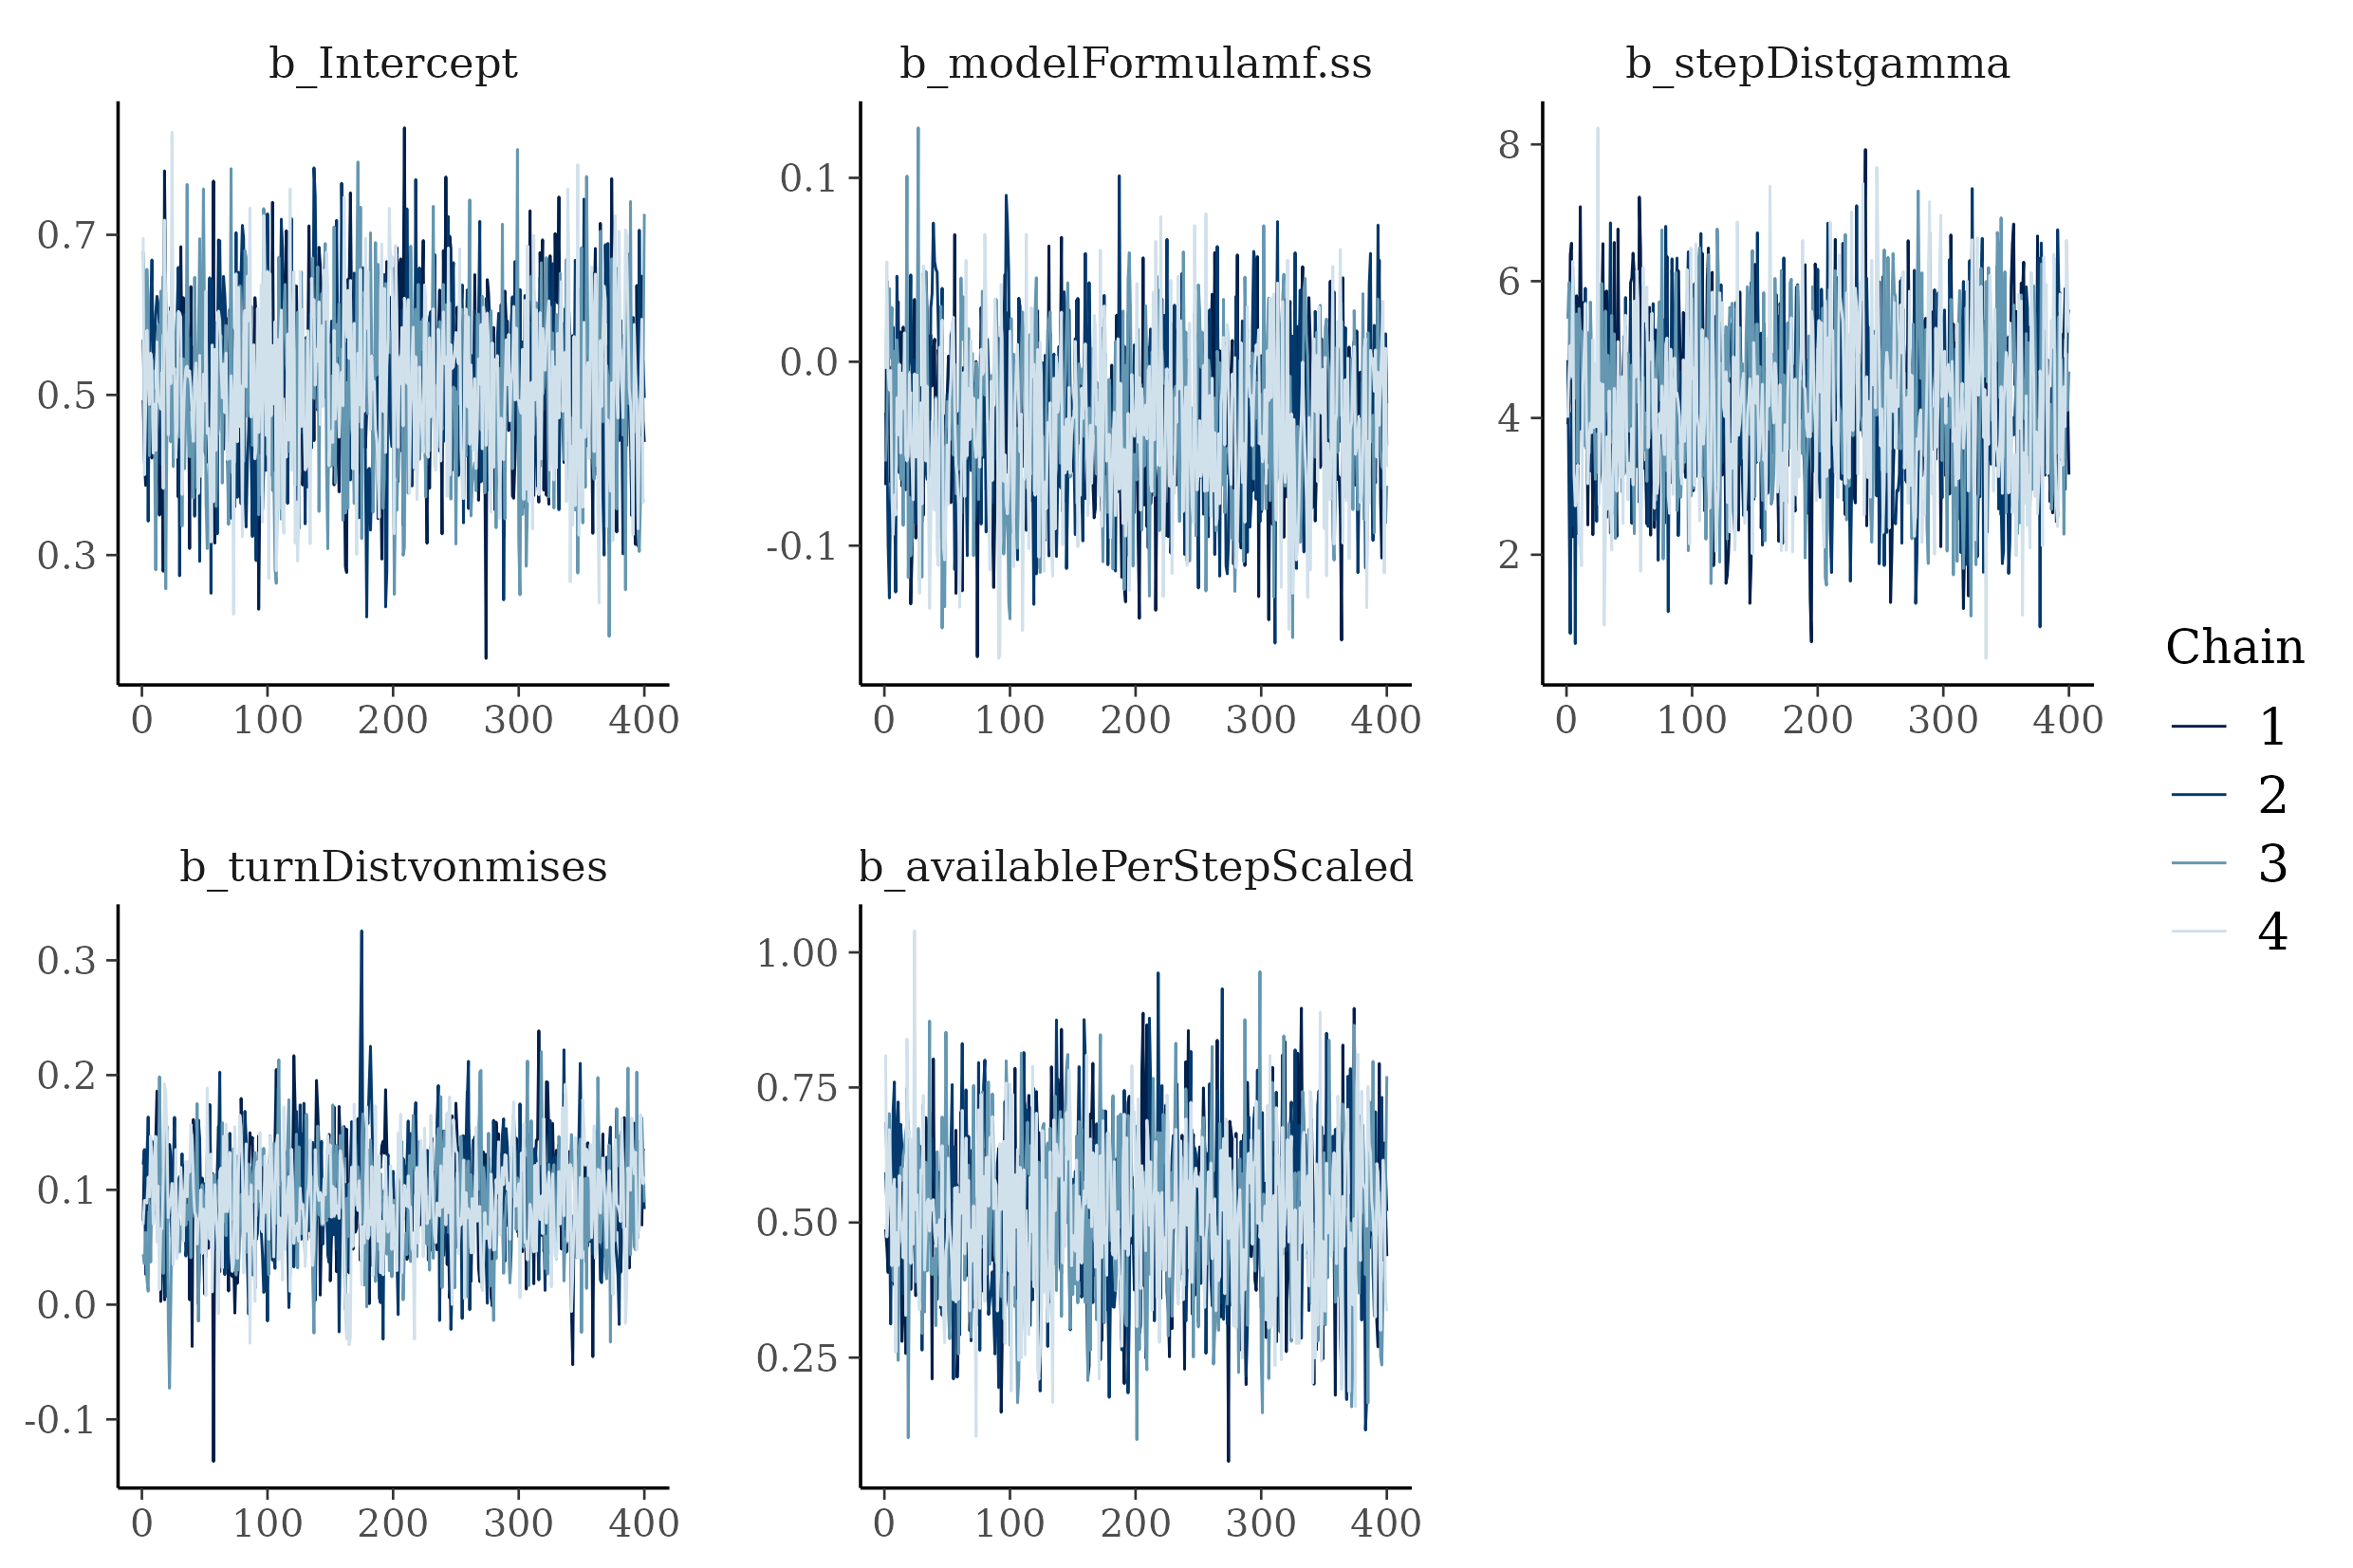 b_Intercept
0.7
0.5
0.3
0 100 200 300 400
b_modelFormulamf.ss
0.1
0.0
-0.1
0 100 200 300 400
b_stepDistgamma
8
6
4
2
0 100 200 300 400
b_turnDistvonmises
0.3
0.2
0.1
0.0
-0.1
0 100 200 300 400
b_availablePerStepScaled
1.00
0.75
0.50
0.25
0 100 200 300 400
Chain
1
2
3
4